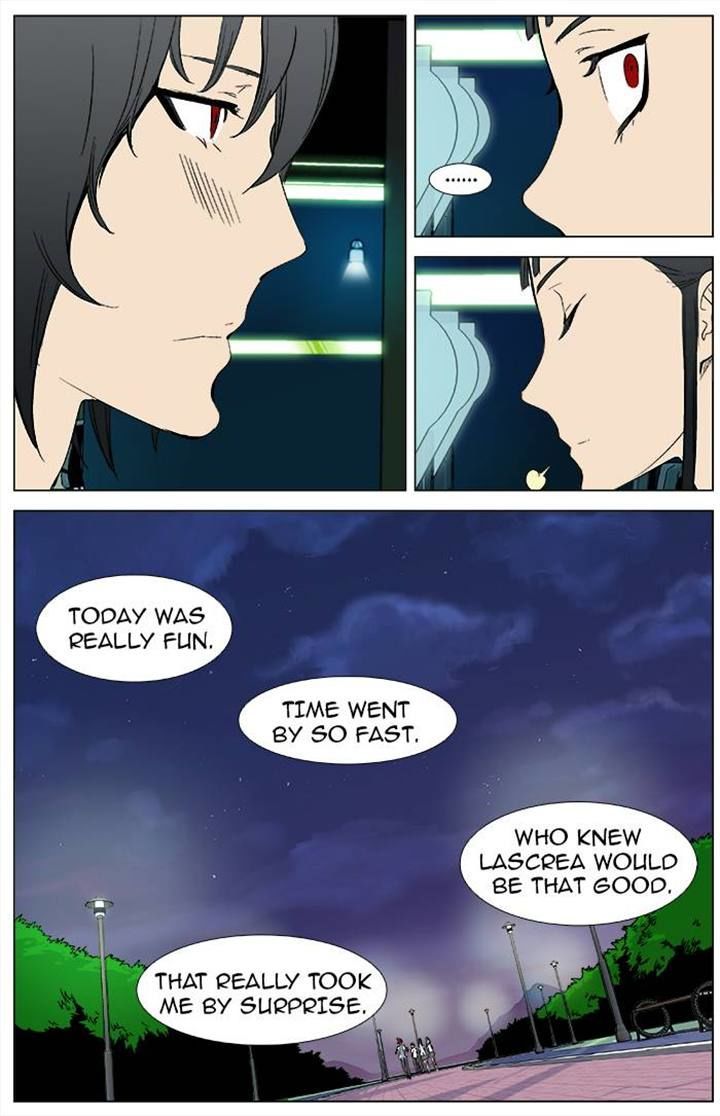 ......
TODAY WAS
REALLY FUN.
TIME WENT
BY SO FAST.
WHO KNEW
LASCREA WOULD
BE THAT GOOD.
THAT REALLY TOOK
ME BY SURPRISE.